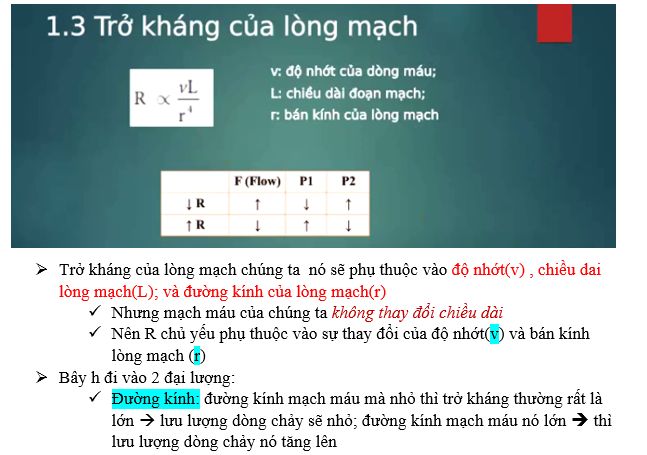 1.3 Trở kháng của lòng mạch
R ∝ νL / r⁴
v: độ nhớt của dòng máu;
L: chiều dài đoạn mạch;
r: bán kính của lòng mạch
F (Flow) P1 P2
↓ R ↑ ↓ ↑
↑ R ↓ ↑ ↓
➢ Trở kháng của lòng mạch chúng ta nó sẽ phụ thuộc vào độ nhớt(v) , chiều dai
lòng mạch(L); và đường kính của lòng mạch(r)
✓ Nhưng mạch máu của chúng ta không thay đổi chiều dài
✓ Nên R chủ yếu phụ thuộc vào sự thay đổi của độ nhớt(v) và bán kính
lòng mạch (r)
➢ Bây h đi vào 2 đại lượng:
✓ Đường kính: đường kính mạch máu mà nhỏ thì trở kháng thường rất là
lớn → lưu lượng dòng chảy sẽ nhỏ; đường kính mạch máu nó lớn → thì
lưu lượng dòng chảy nó tăng lên